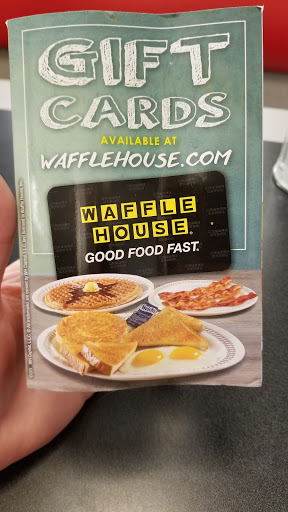 GIFT
CARDS
AVAILABLE AT
WAFFLEHOUSE.COM
WAFFLE
HOUSE®
GOOD FOOD FAST.